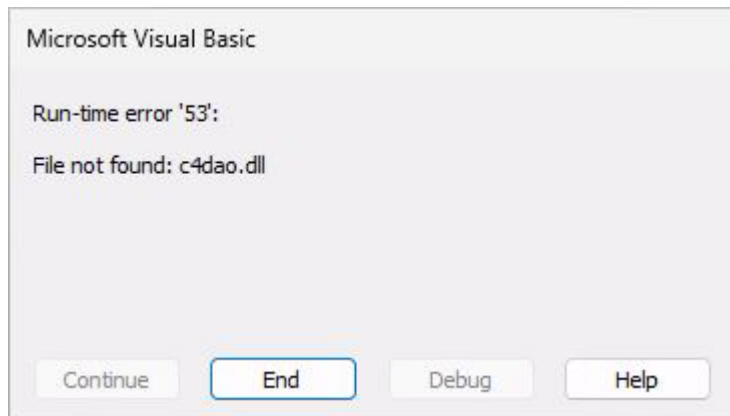 Microsoft Visual Basic
Run-time error '53':
File not found: c4dao.dll
Continue End Debug Help